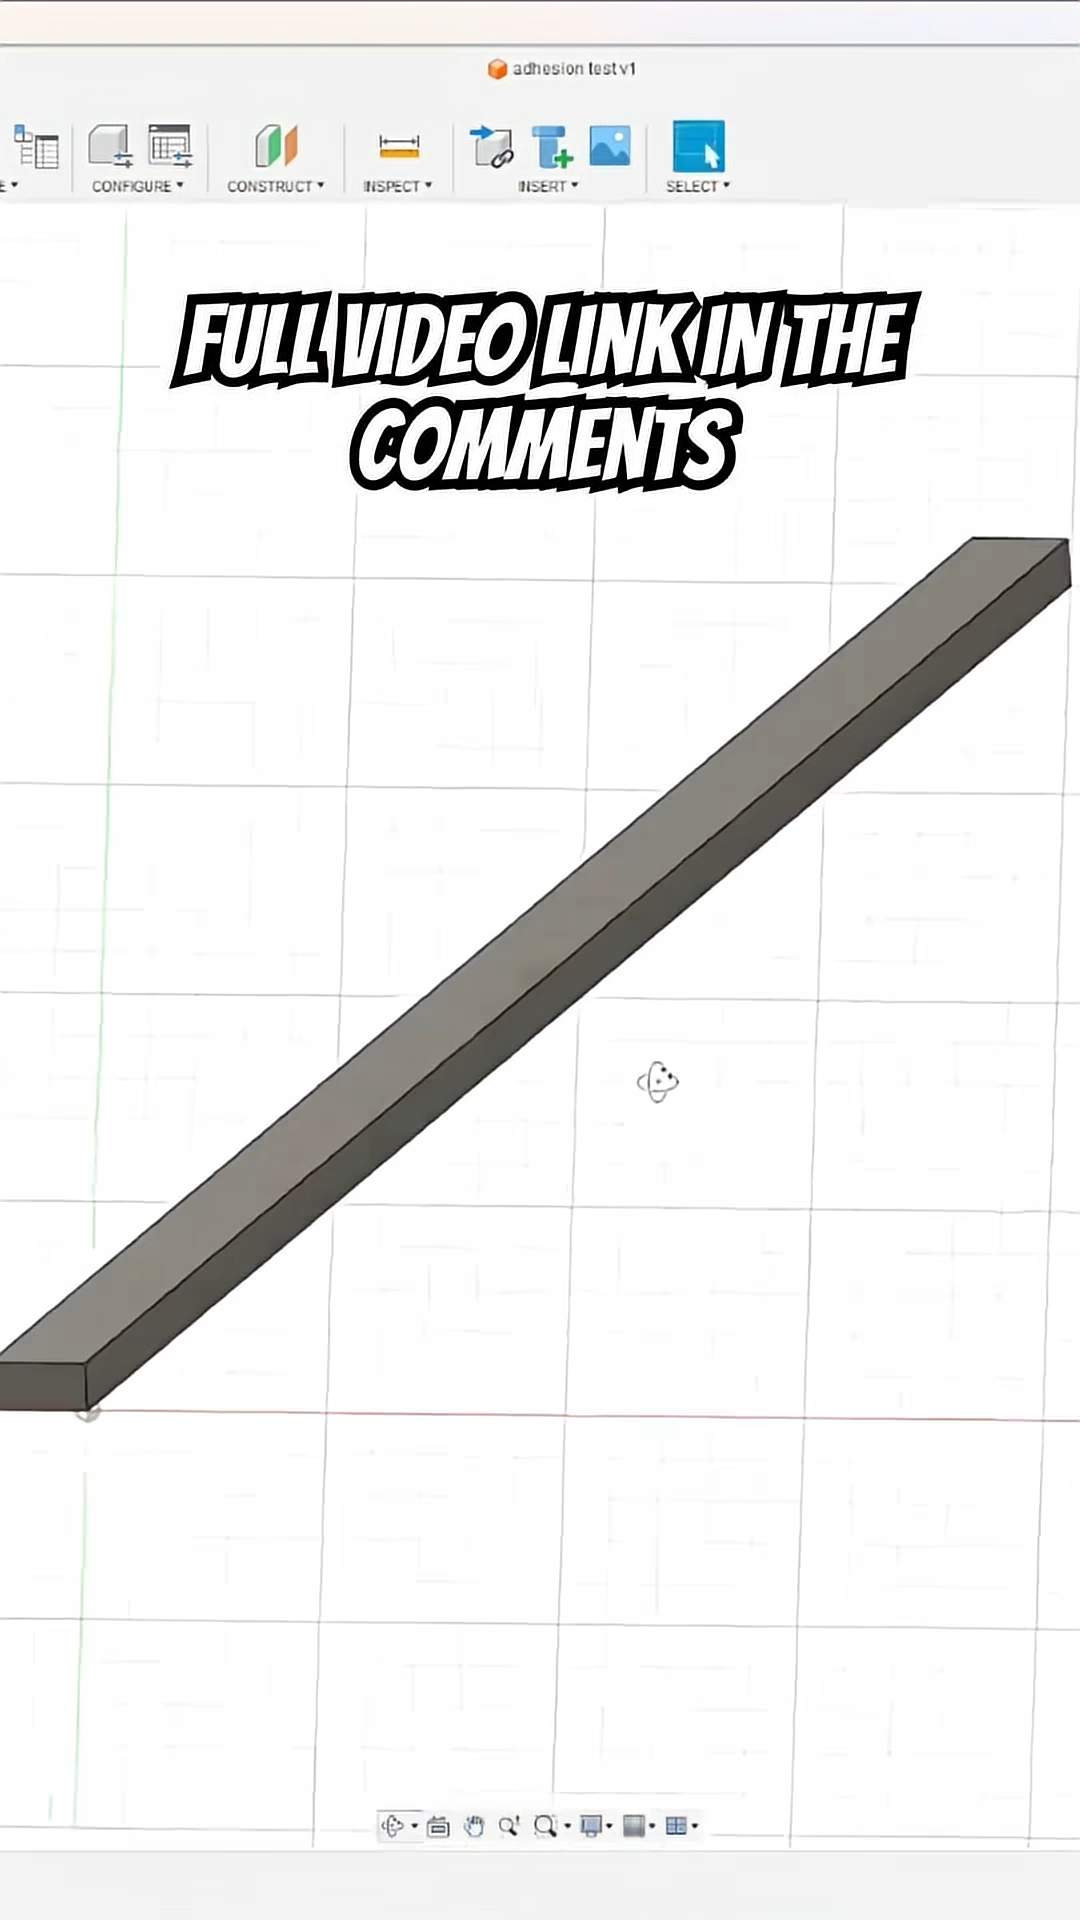 adhesion test v1
E
CONFIGURE
CONSTRUCT
INSPECT
INSERT
SELECT
FULL VIDEO LINK IN THE
COMMENTS